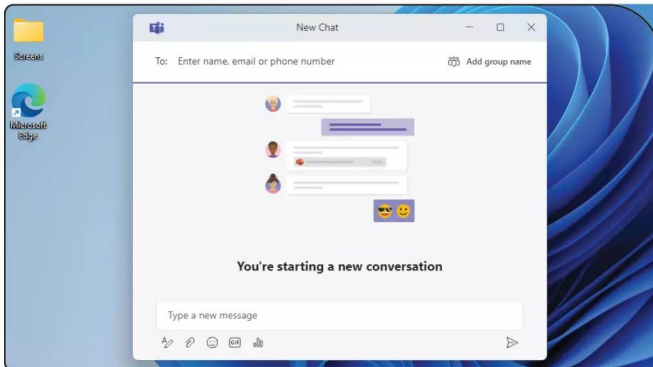 New Chat
Screens
To: Enter name, email or phone number
Add group name
Microsoft
Edge
You're starting a new conversation
Type a new message
GIF